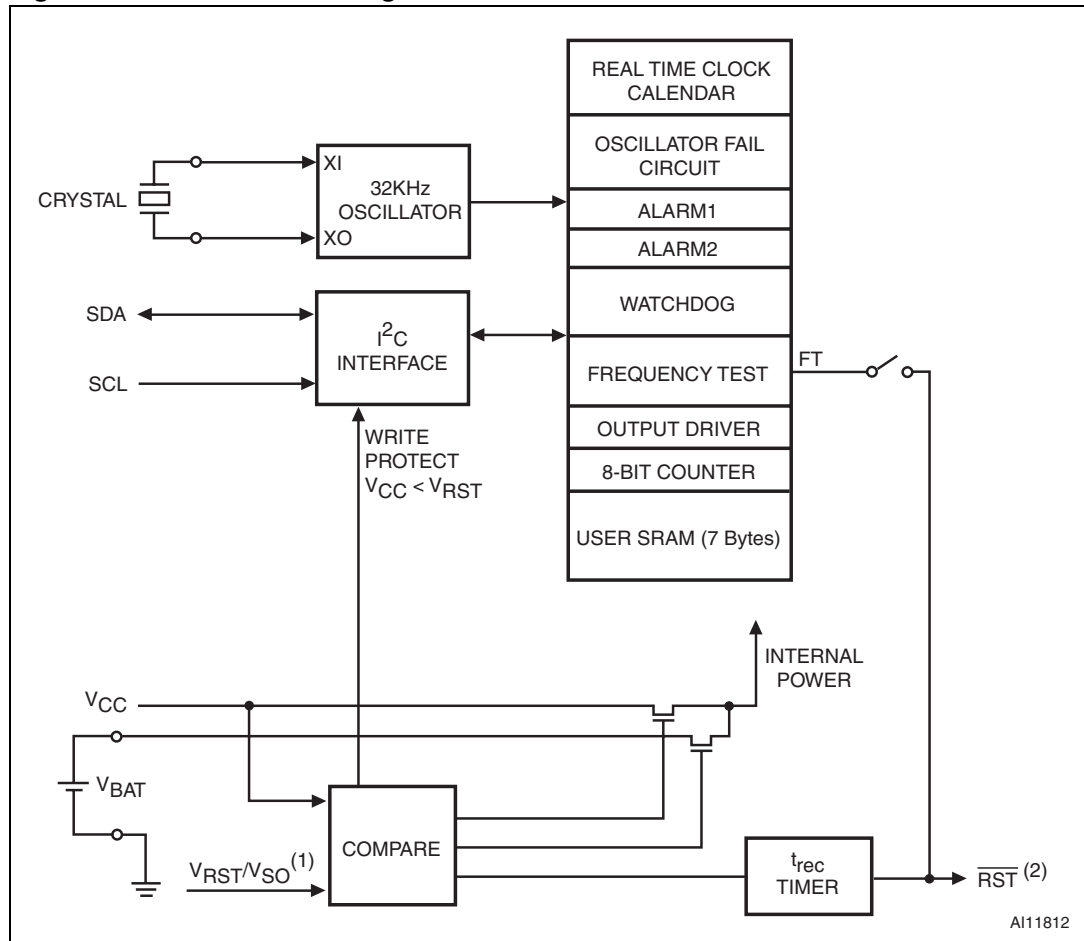 REAL TIME CLOCK
CALENDAR
OSCILLATOR FAIL
CIRCUIT
ALARM1
ALARM2
WATCHDOG
FREQUENCY TEST
OUTPUT DRIVER
8-BIT COUNTER
USER SRAM (7 Bytes)
CRYSTAL
XI
32KHz
OSCILLATOR
XO
SDA
SCL
I2C
INTERFACE
FT
WRITE
PROTECT
VCC < VRST
INTERNAL
POWER
VCC
VBAT
VRST/VSO(1)
COMPARE
trec
TIMER
RST (2)
AI11812